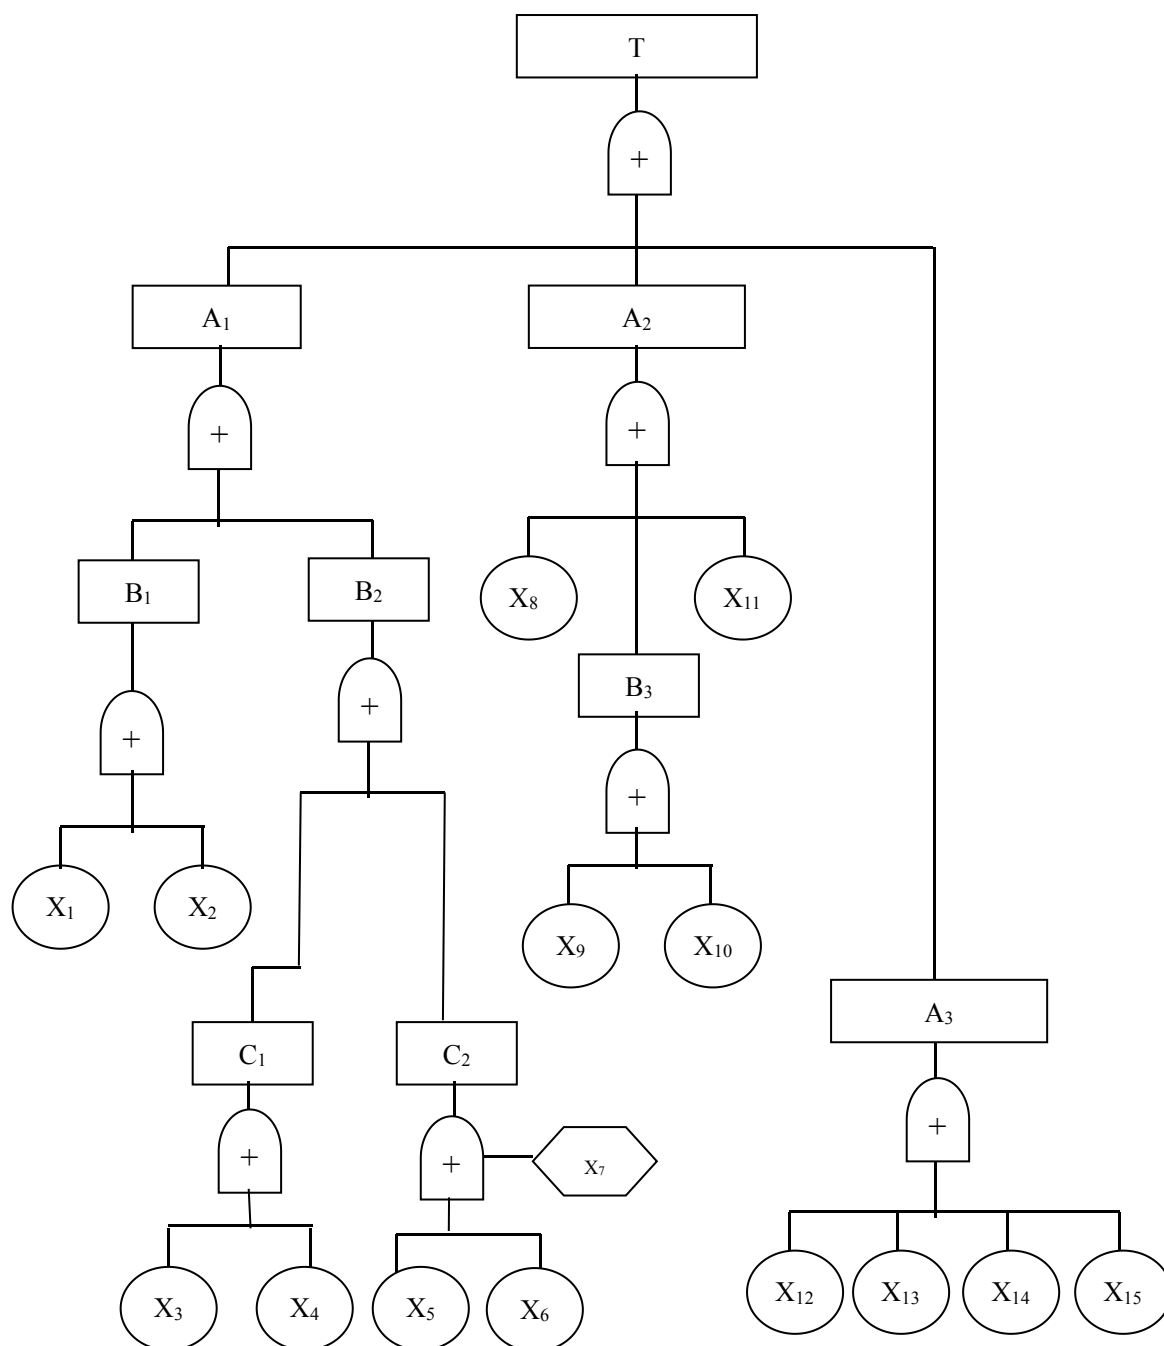 T
+
A₁
A₂
+
+
B₁
B₂
X₈
X₁₁
B₃
+
+
+
X₁
X₂
X₉
X₁₀
A₃
C₁
C₂
+
+
+
X₇
X₃
X₄
X₅
X₆
X₁₂
X₁₃
X₁₄
X₁₅